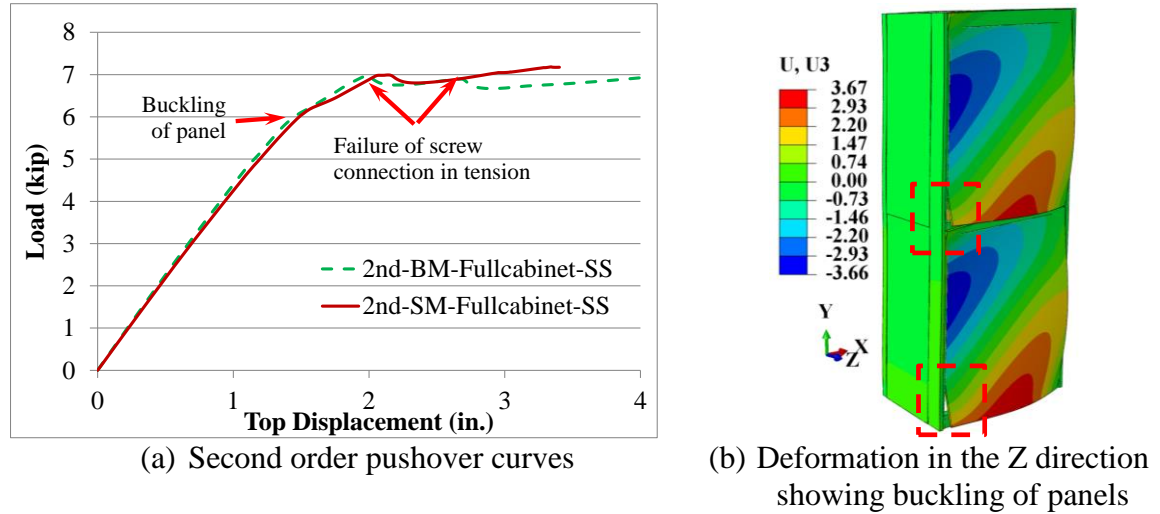 8
7
6
5
4
3
2
1
0
Load (kip)
Buckling
of panel
Failure of screw
connection in tension
2nd-BM-Fullcabinet-SS
2nd-SM-Fullcabinet-SS
0 1 2 3 4
Top Displacement (in.)
(a) Second order pushover curves
U, U3
3.67
2.93
2.20
1.47
0.74
0.00
-0.73
-1.46
-2.20
-2.93
-3.66
Y
X
Z
(b) Deformation in the Z direction
showing buckling of panels